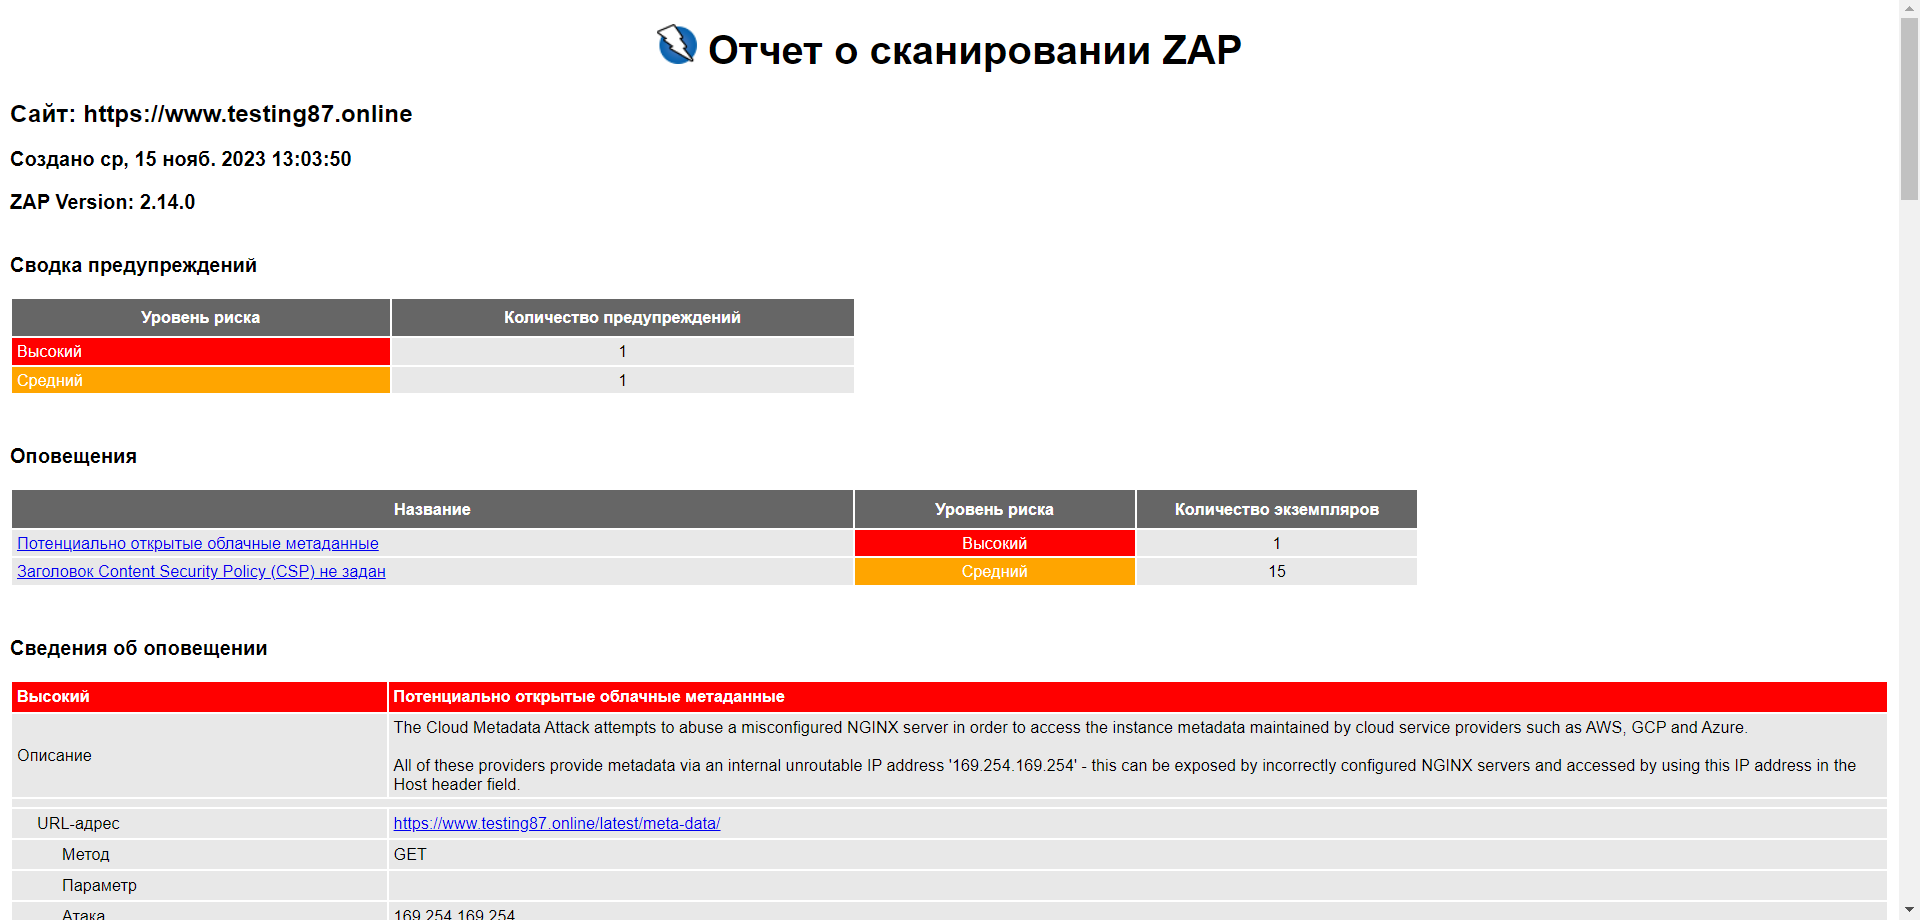 Отчет о сканировании ZAP
Сайт: https://www.testing87.online
Создано ср, 15 нояб. 2023 13:03:50
ZAP Version: 2.14.0
Сводка предупреждений
Уровень риска Количество предупреждений
Высокий 1
Средний 1
Оповещения
Название Уровень риска Количество экземпляров
Потенциально открытые облачные метаданные Высокий 1
Заголовок Content Security Policy (CSP) не задан Средний 15
Сведения об оповещении
Высокий Потенциально открытые облачные метаданные
Описание
The Cloud Metadata Attack attempts to abuse a misconfigured NGINX server in order to access the instance metadata maintained by cloud service providers such as AWS, GCP and Azure.
All of these providers provide metadata via an internal unroutable IP address '169.254.169.254' - this can be exposed by incorrectly configured NGINX servers and accessed by using this IP address in the
Host header field.
URL-адрес https://www.testing87.online/latest/meta-data/
Метод GET
Параметр
Атака 169.254.169.254